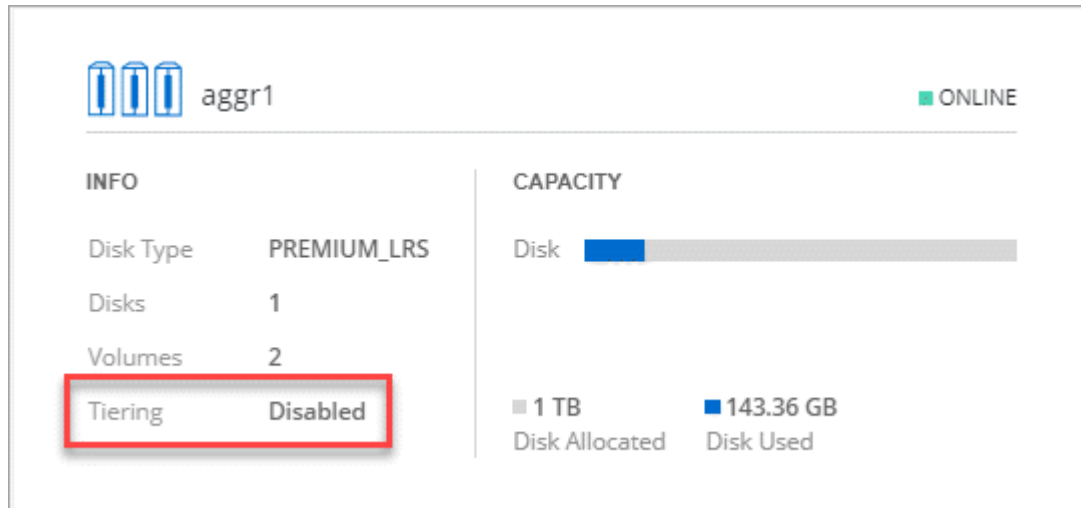 aggr1
ONLINE
INFO
Disk Type PREMIUM_LRS
Disks 1
Volumes 2
Tiering Disabled
CAPACITY
Disk
1 TB 143.36 GB
Disk Allocated Disk Used